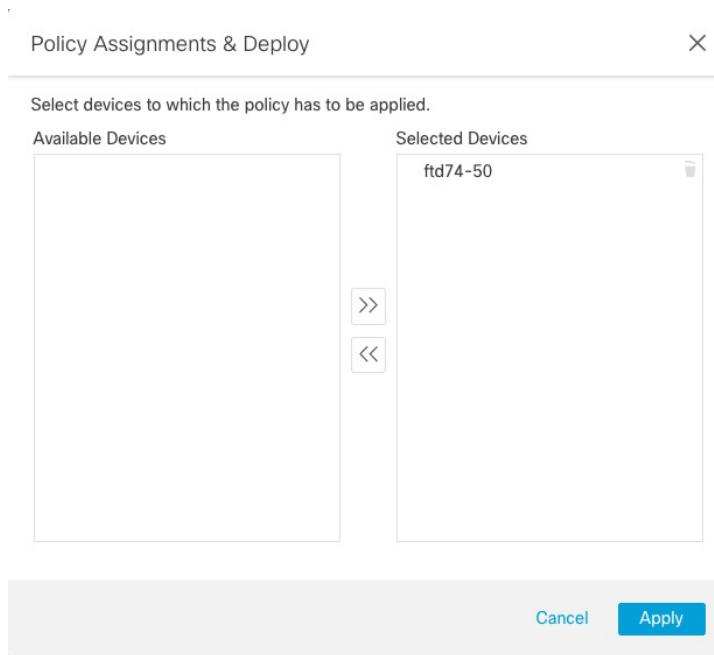 Policy Assignments & Deploy
Select devices to which the policy has to be applied.
Available Devices
Selected Devices
ftd74-50
Cancel
Apply